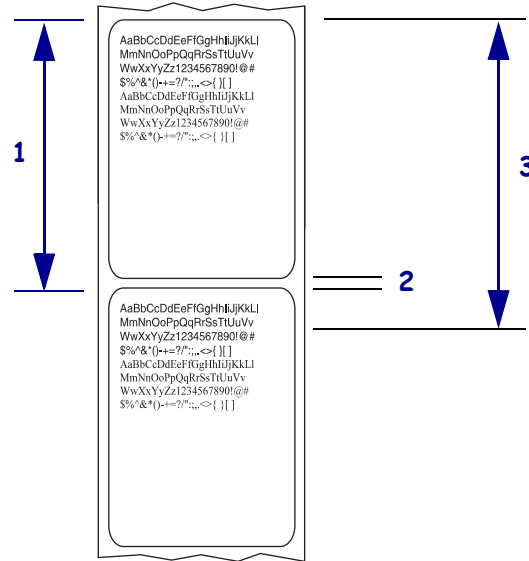 AaBbCcDdEeFfGgHhIiJjKkLl
MmNnOoPpQqRrSsTtUuVv
WwXxYyZz1234567890!@#
$%^&*()-+=?/":;,.<>{ }[ ]
AaBbCcDdEeFfGgHhIiJjKkLl
MmNnOoPpQqRrSsTtUuVv
WwXxYyZz1234567890!@#
$%^&*()-+=?/":;,.<>{ }[ ]
1
3
2
AaBbCcDdEeFfGgHhIiJjKkLl
MmNnOoPpQqRrSsTtUuVv
WwXxYyZz1234567890!@#
$%^&*()-+=?/":;,.<>{ }[ ]
AaBbCcDdEeFfGgHhIiJjKkLl
MmNnOoPpQqRrSsTtUuVv
WwXxYyZz1234567890!@#
$%^&*()-+=?/":;,.<>{ }[ ]